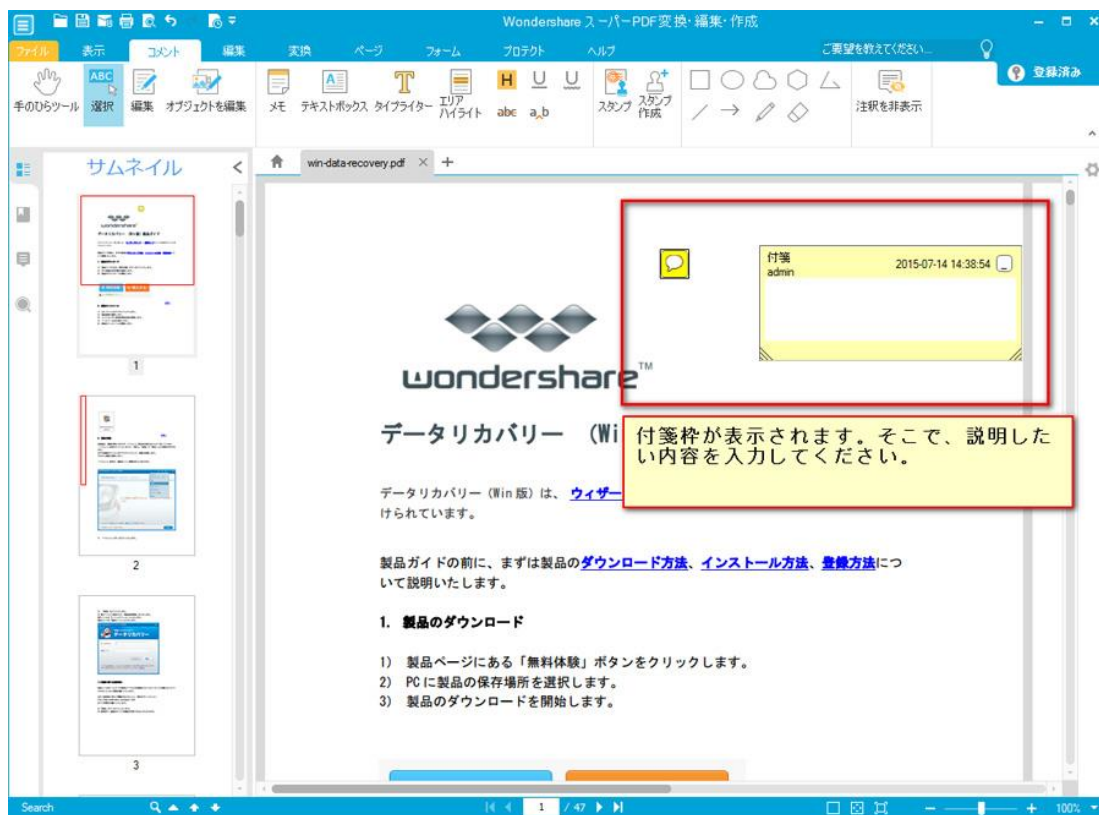 Wondershare スーパーPDF変換・編集・作成
ファイル 表示 コメント 編集 変換 ページ フォーム プロテクト ヘルプ ご要望を教えてください...
登録済み
ABC H U U
手のひらツール 選択 編集 オブジェクトを編集 メモ テキストボックス タイプライター エリア
ハイライト abc a‸b スタンプ スタンプ
作成 注釈を非表示
サムネイル
win-data-recovery.pdf
1
2
3
付箋 2015-07-14 14:38:54
admin
wondershare™
データリカバリー (Wi
付箋枠が表示されます。そこで、説明した
い内容を入力してください。
データリカバリー(Win 版)は、ウィザー
けられています。
製品ガイドの前に、まずは製品のダウンロード方法、インストール方法、登録方法につ
いて説明いたします。
1. 製品のダウンロード
1) 製品ページにある「無料体験」ボタンをクリックします。
2) PC に製品の保存場所を選択します。
3) 製品のダウンロードを開始します。
Search 1 / 47 100%